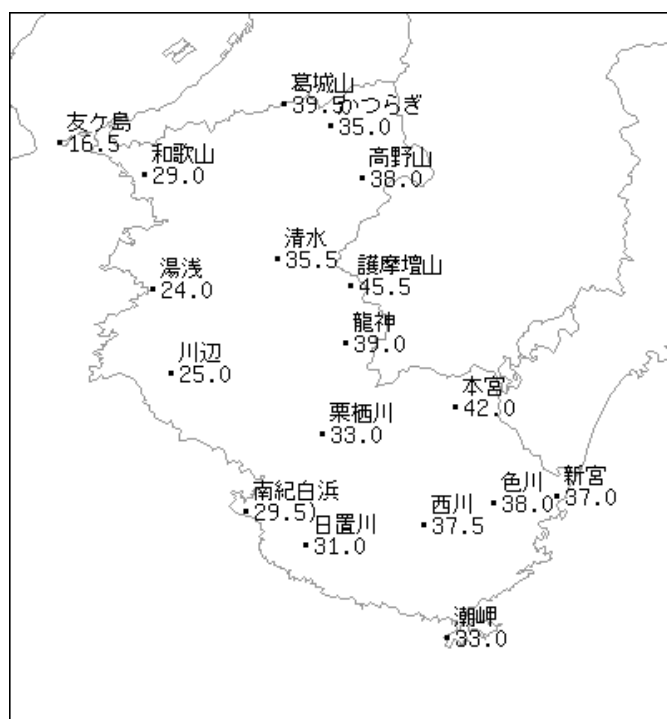 葛城山
39.5
かつらぎ
35.0
友ケ島
16.5
和歌山
29.0
高野山
38.0
清水
35.5
護摩壇山
45.5
湯浅
24.0
龍神
39.0
川辺
25.0
本宮
42.0
栗栖川
33.0
南紀白浜
29.5)
日置川
31.0
西川
37.5
色川
38.0
新宮
37.0
潮岬
33.0